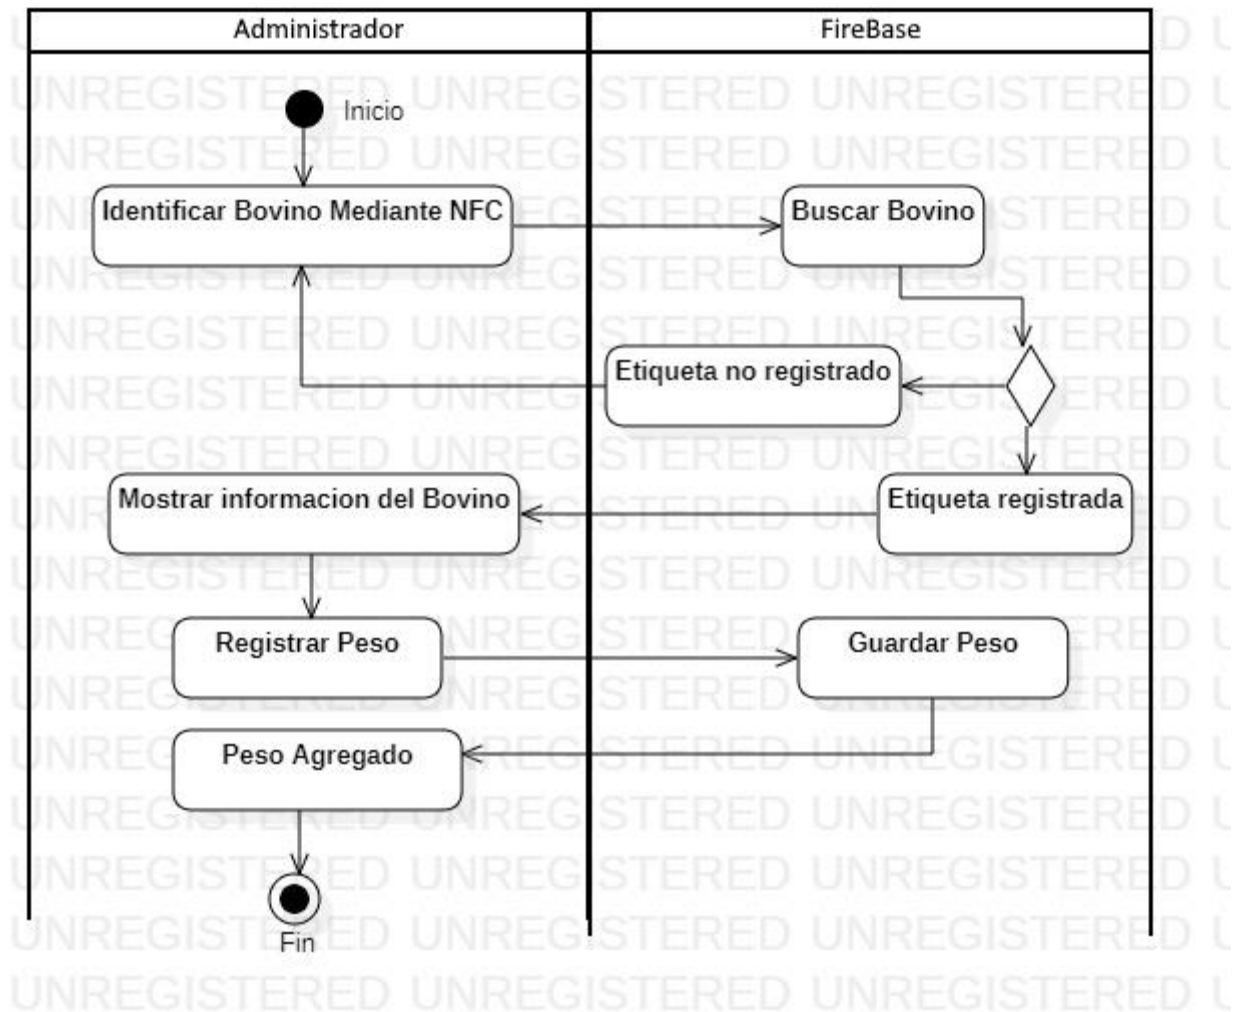 Administrador
FireBase
Inicio
Identificar Bovino Mediante NFC
Buscar Bovino
Etiqueta no registrado
Mostrar informacion del Bovino
Etiqueta registrada
Registrar Peso
Guardar Peso
Peso Agregado
Fin
UNREGISTERED UNREGISTERED UNREGISTERED U